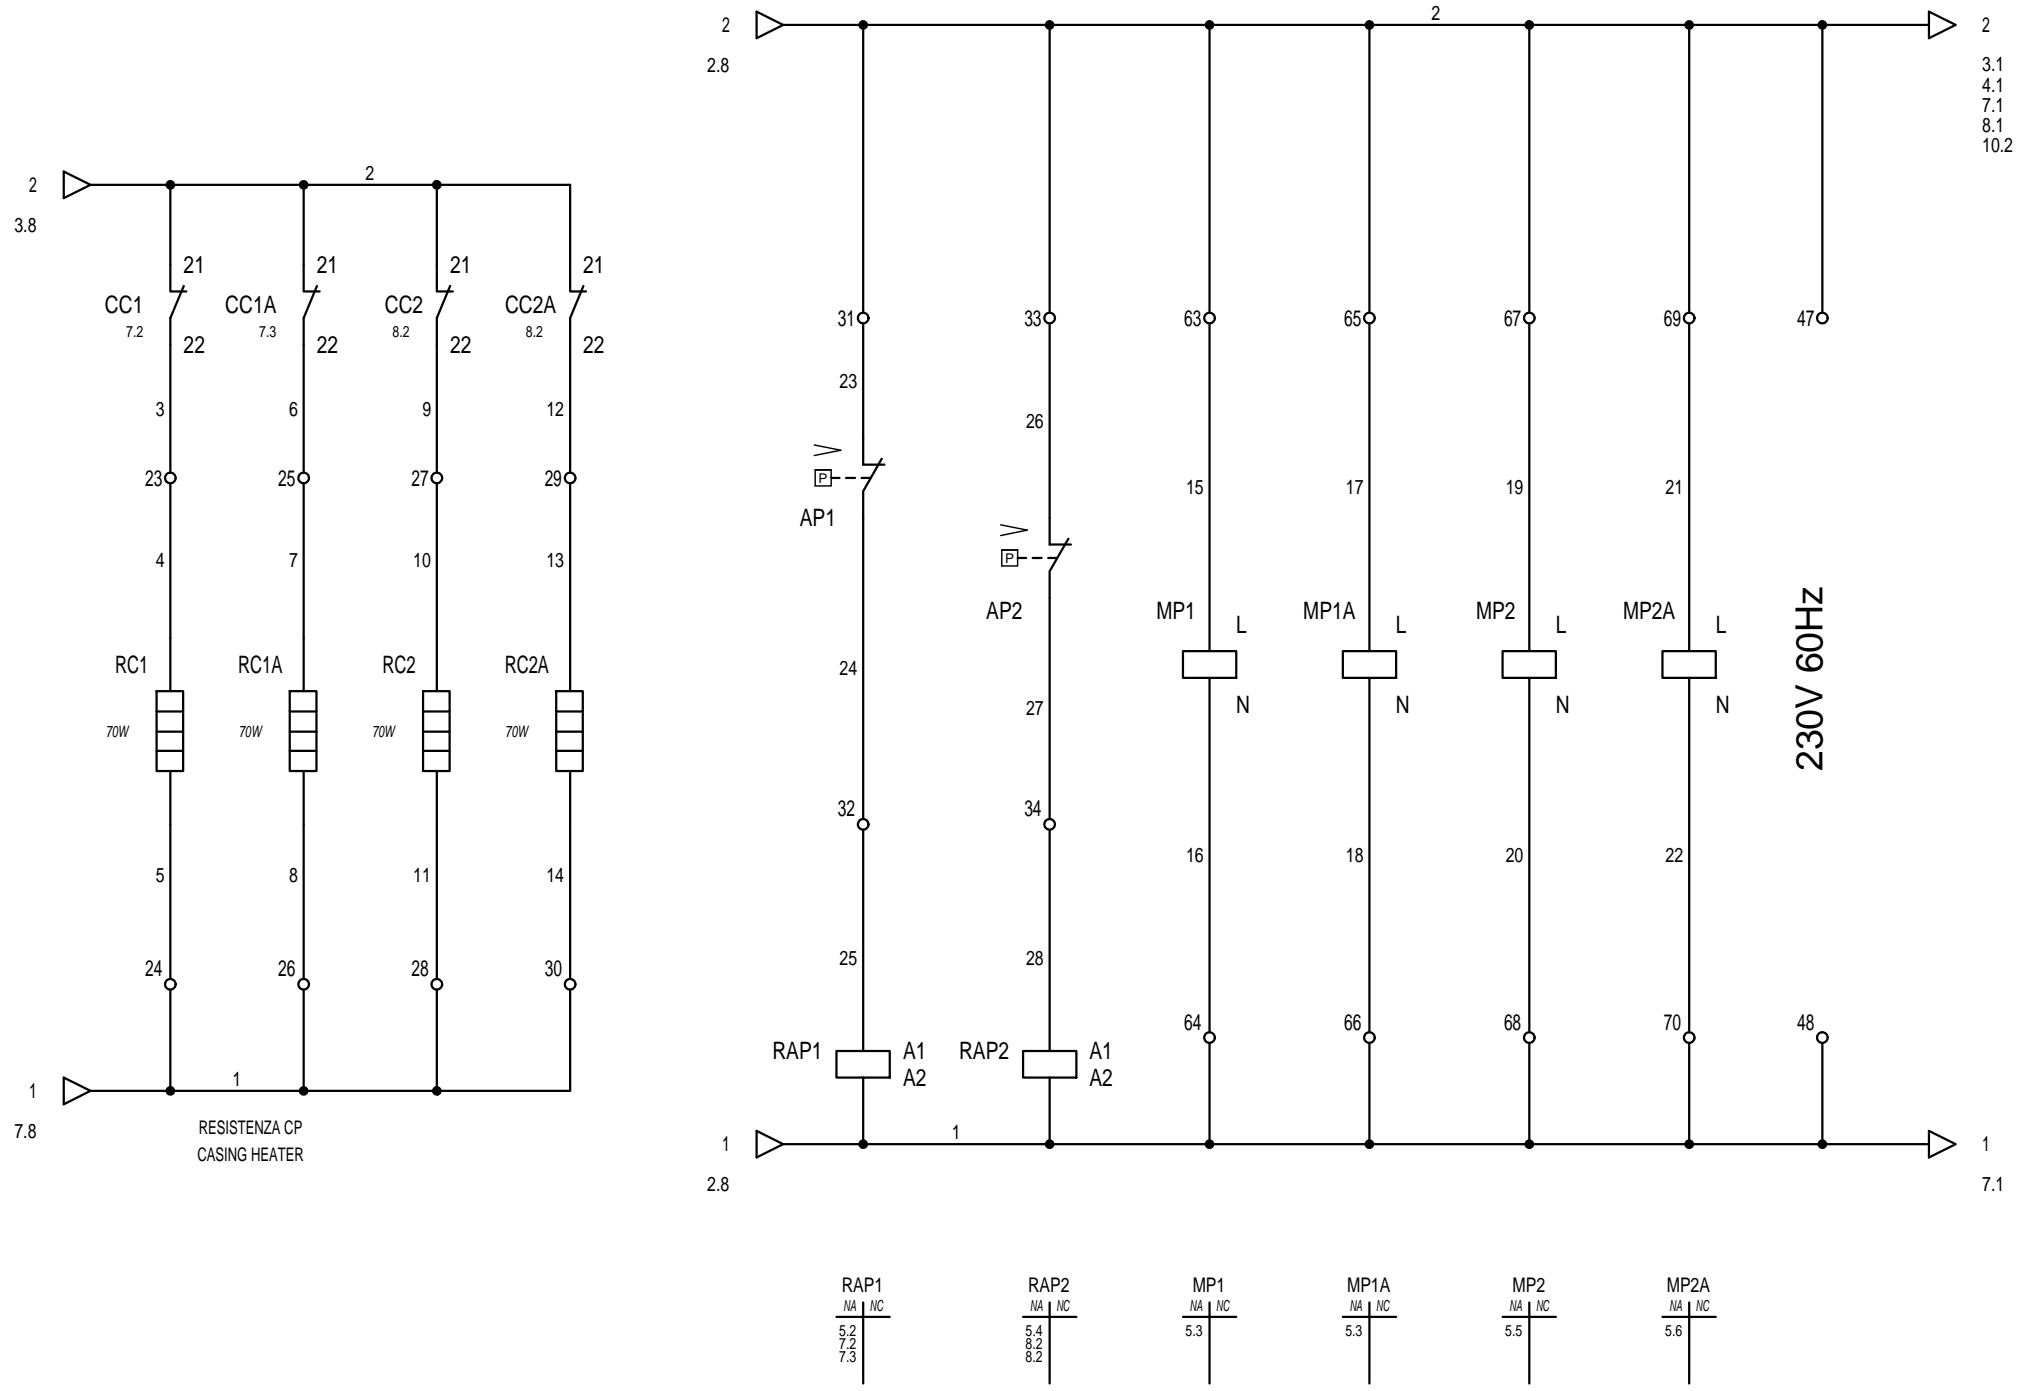 2
2
2
2.8
3.1
4.1
7.1
8.1
10.2
2
2
3.8
21
21
21
21
CC1
CC1A
CC2
CC2A
7.2
7.3
8.2
8.2
22
22
22
22
3
6
9
12
23
25
27
29
4
7
10
13
RC1
RC1A
RC2
RC2A
70W
70W
70W
70W
5
8
11
14
24
26
28
30
1
1
7.8
RESISTENZA CP
CASING HEATER
31
33
63
65
67
69
47
23
26
P
AP1
15
17
19
21
P
AP2
MP1
L
MP1A
L
MP2
L
MP2A
L
24
27
N
N
N
N
230V 60Hz
32
34
16
18
20
22
25
28
64
66
68
70
48
RAP1
A1
A2
RAP2
A1
A2
1
1
1
2.8
7.1
RAP1
RAP2
MP1
MP1A
MP2
MP2A
NA NC
NA NC
NA NC
NA NC
NA NC
NA NC
5.2
7.2
7.3
5.4
8.2
8.2
5.3
5.3
5.5
5.6